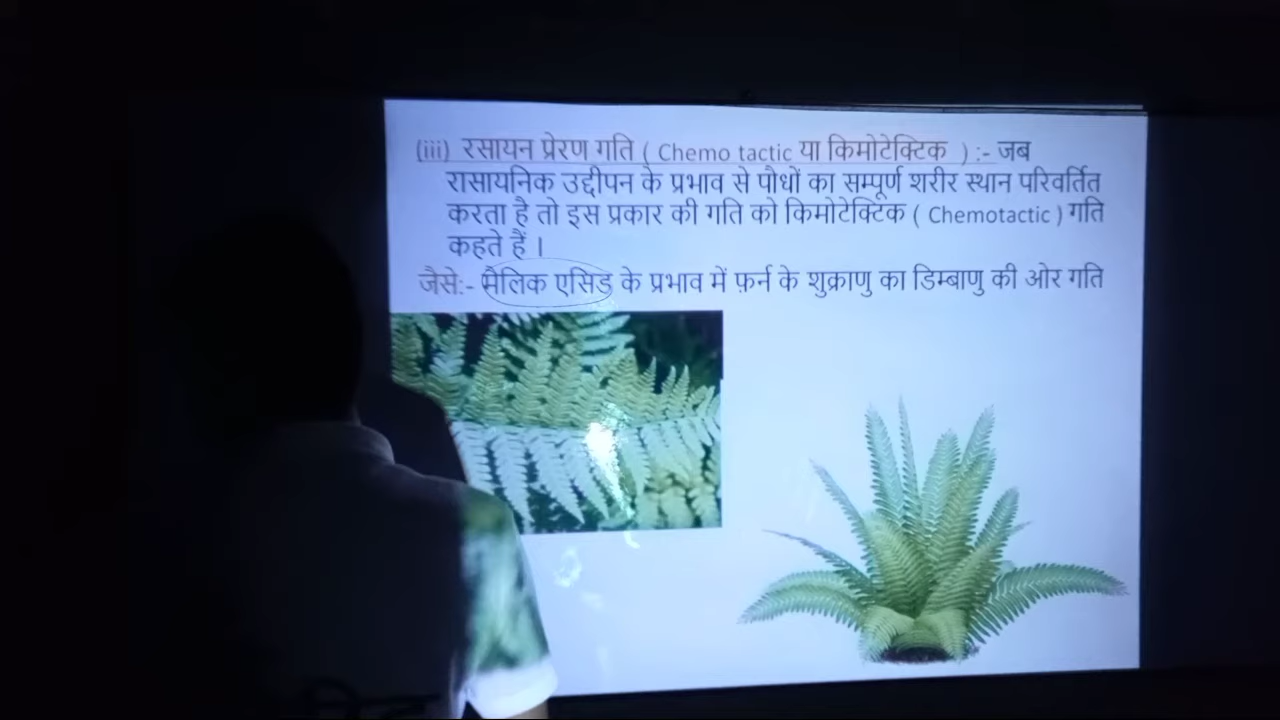 (iii) रसायन प्रेरण गति ( Chemo tactic या किमोटेक्टिक ) :- जब
रासायनिक उद्दीपन के प्रभाव से पौधों का सम्पूर्ण शरीर स्थान परिवर्तित
करता है तो इस प्रकार की गति को किमोटेक्टिक ( Chemotactic ) गति
कहते हैं ।
जैसे:- मैलिक एसिड के प्रभाव में फ़र्न के शुक्राणु का डिम्बाणु की ओर गति